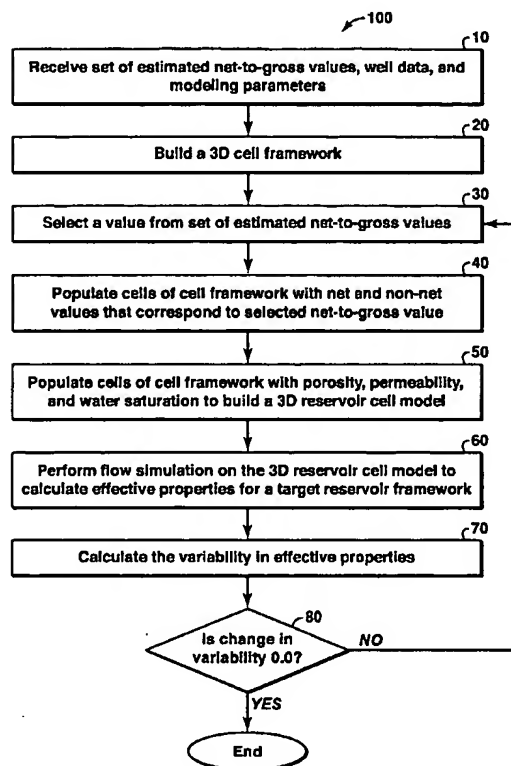 100
10
Receive set of estimated net-to-gross values, well data, and
modeling parameters
20
Build a 3D cell framework
30
Select a value from set of estimated net-to-gross values
40
Populate cells of cell framework with net and non-net
values that correspond to selected net-to-gross value
50
Populate cells of cell framework with porosity, permeability,
and water saturation to build a 3D reservoir cell model
60
Perform flow simulation on the 3D reservoir cell model to
calculate effective properties for a target reservoir framework
70
Calculate the variability in effective properties
80
Is change in
variability 0.0?
NO
YES
End